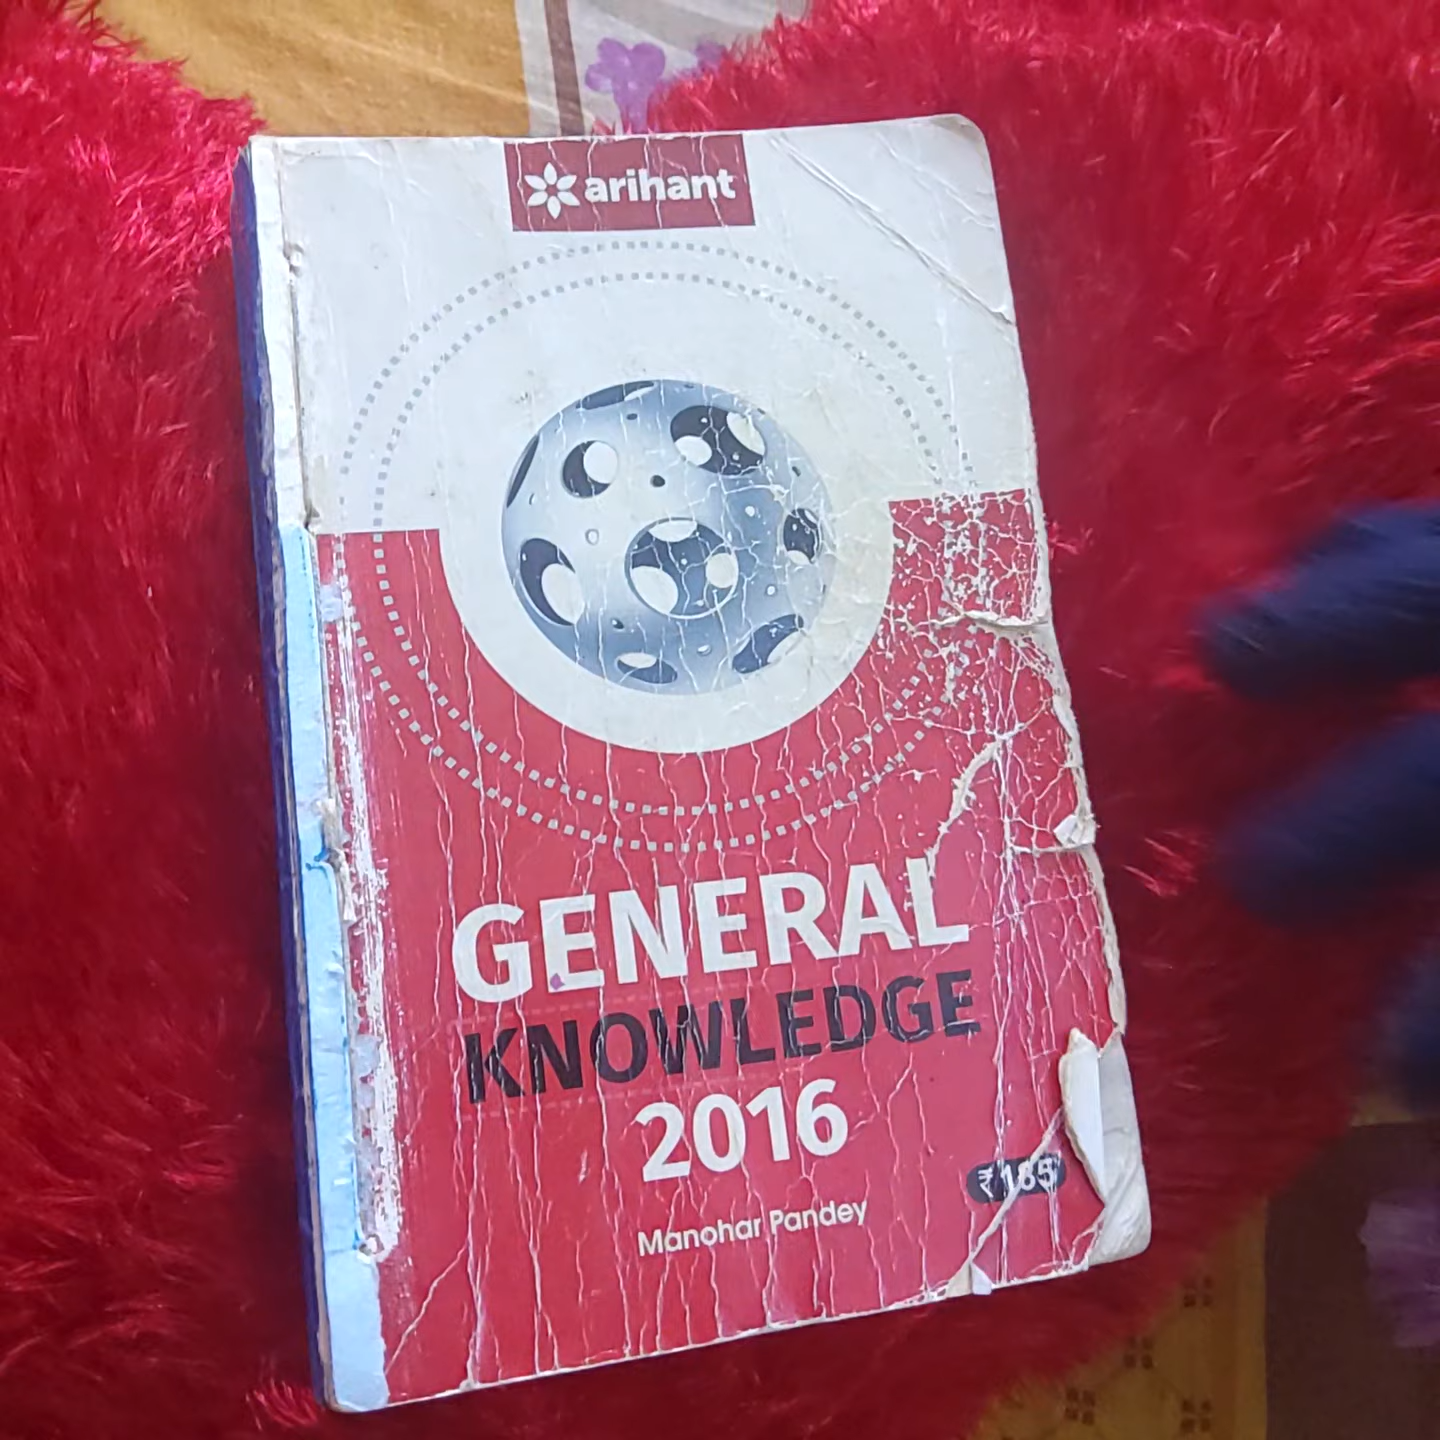 arihant
GENERAL
KNOWLEDGE
2016
₹185
Manohar Pandey